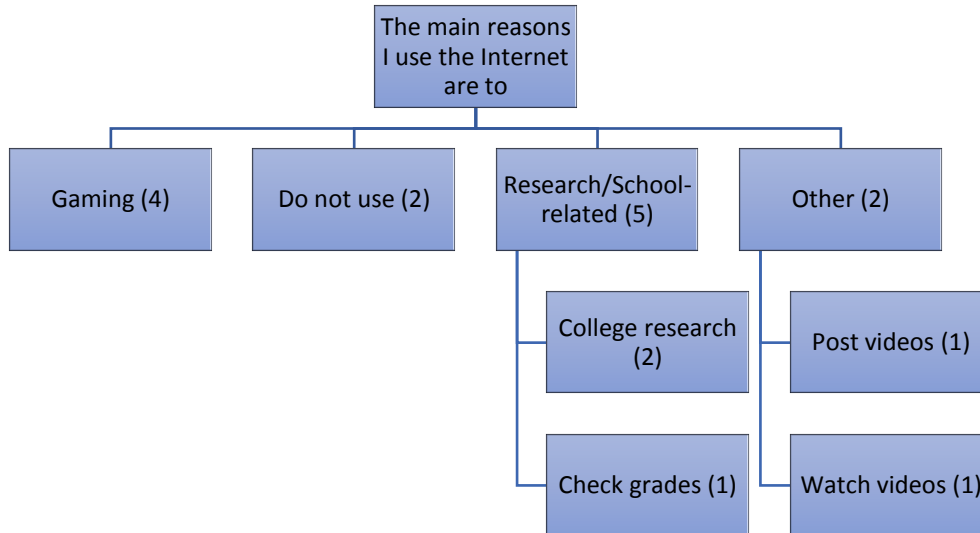 The main reasons
I use the Internet
are to
Gaming (4)
Do not use (2)
Research/School-
related (5)
Other (2)
College research
(2)
Post videos (1)
Check grades (1)
Watch videos (1)